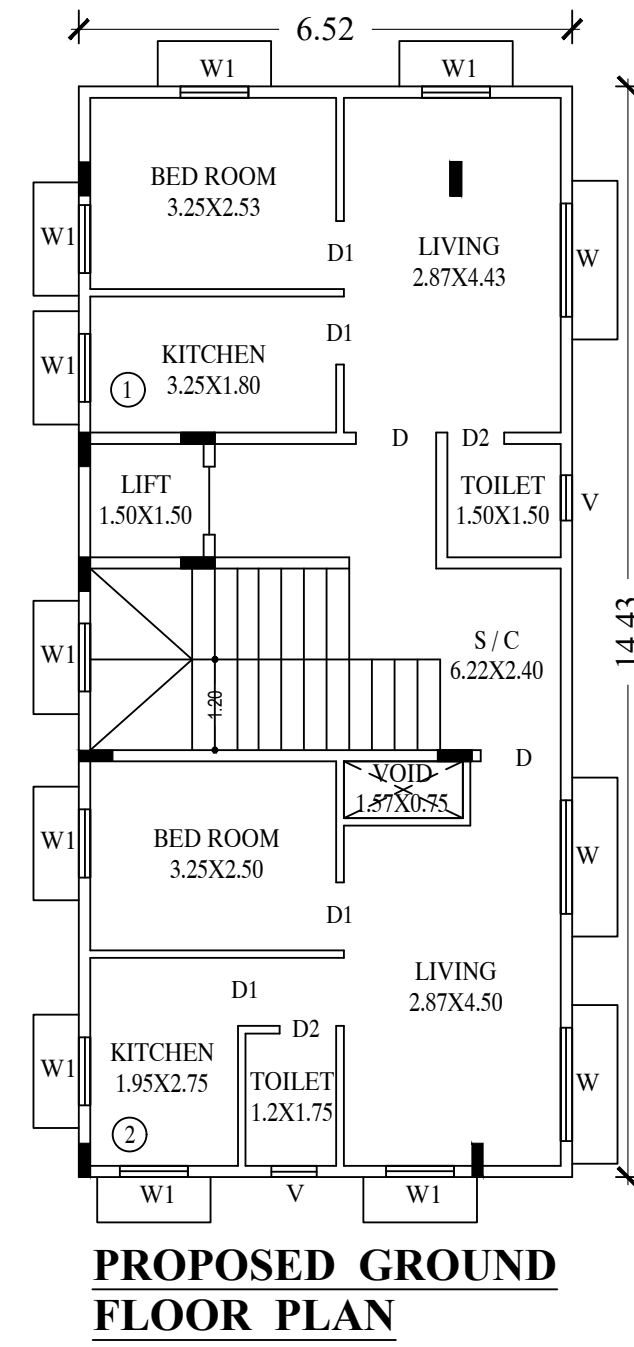 6.52
W1
W1
BED ROOM
3.25X2.53
W1
D1
LIVING
2.87X4.43
W
W1
KITCHEN
3.25X1.80
1
D1
D
D2
LIFT
1.50X1.50
TOILET
1.50X1.50
V
14.43
W1
S / C
6.22X2.40
1.20
D
VOID
1.57X0.75
W1
BED ROOM
3.25X2.50
W
D1
LIVING
2.87X4.50
D1
D2
W1
KITCHEN
1.95X2.75
TOILET
1.2X1.75
W
2
W1
V
W1
PROPOSED GROUND
FLOOR PLAN